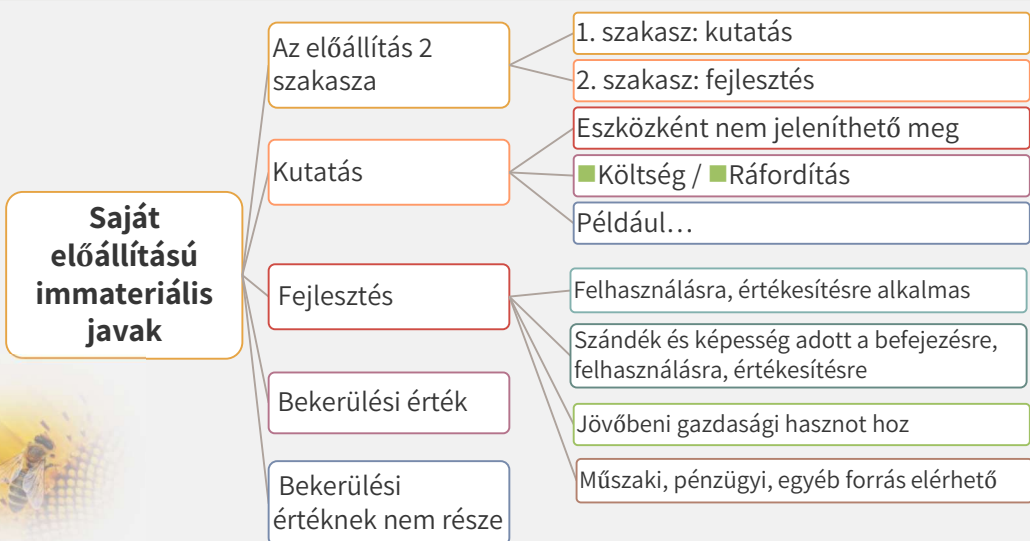 Saját
előállítású
immateriális
javak
Az előállítás 2
szakasza
1. szakasz: kutatás
2. szakasz: fejlesztés
Kutatás
Eszközként nem jeleníthető meg
Költség / Ráfordítás
Például…
Fejlesztés
Felhasználásra, értékesítésre alkalmas
Szándék és képesség adott a befejezésre,
felhasználásra, értékesítésre
Jövőbeni gazdasági hasznot hoz
Műszaki, pénzügyi, egyéb forrás elérhető
Bekerülési érték
Bekerülési
értéknek nem része